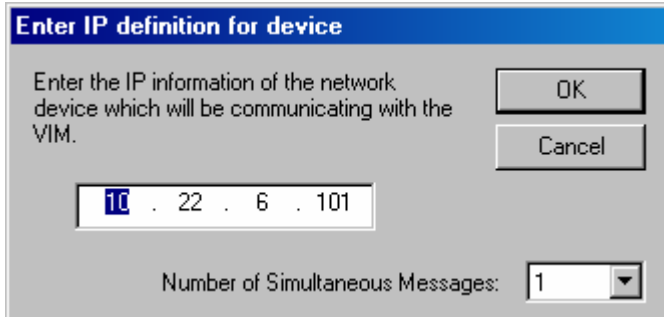 Enter IP definition for device
Enter the IP information of the network
device which will be communicating with the
VIM.
OK
Cancel
10 . 22 . 6 . 101
Number of Simultaneous Messages: 1